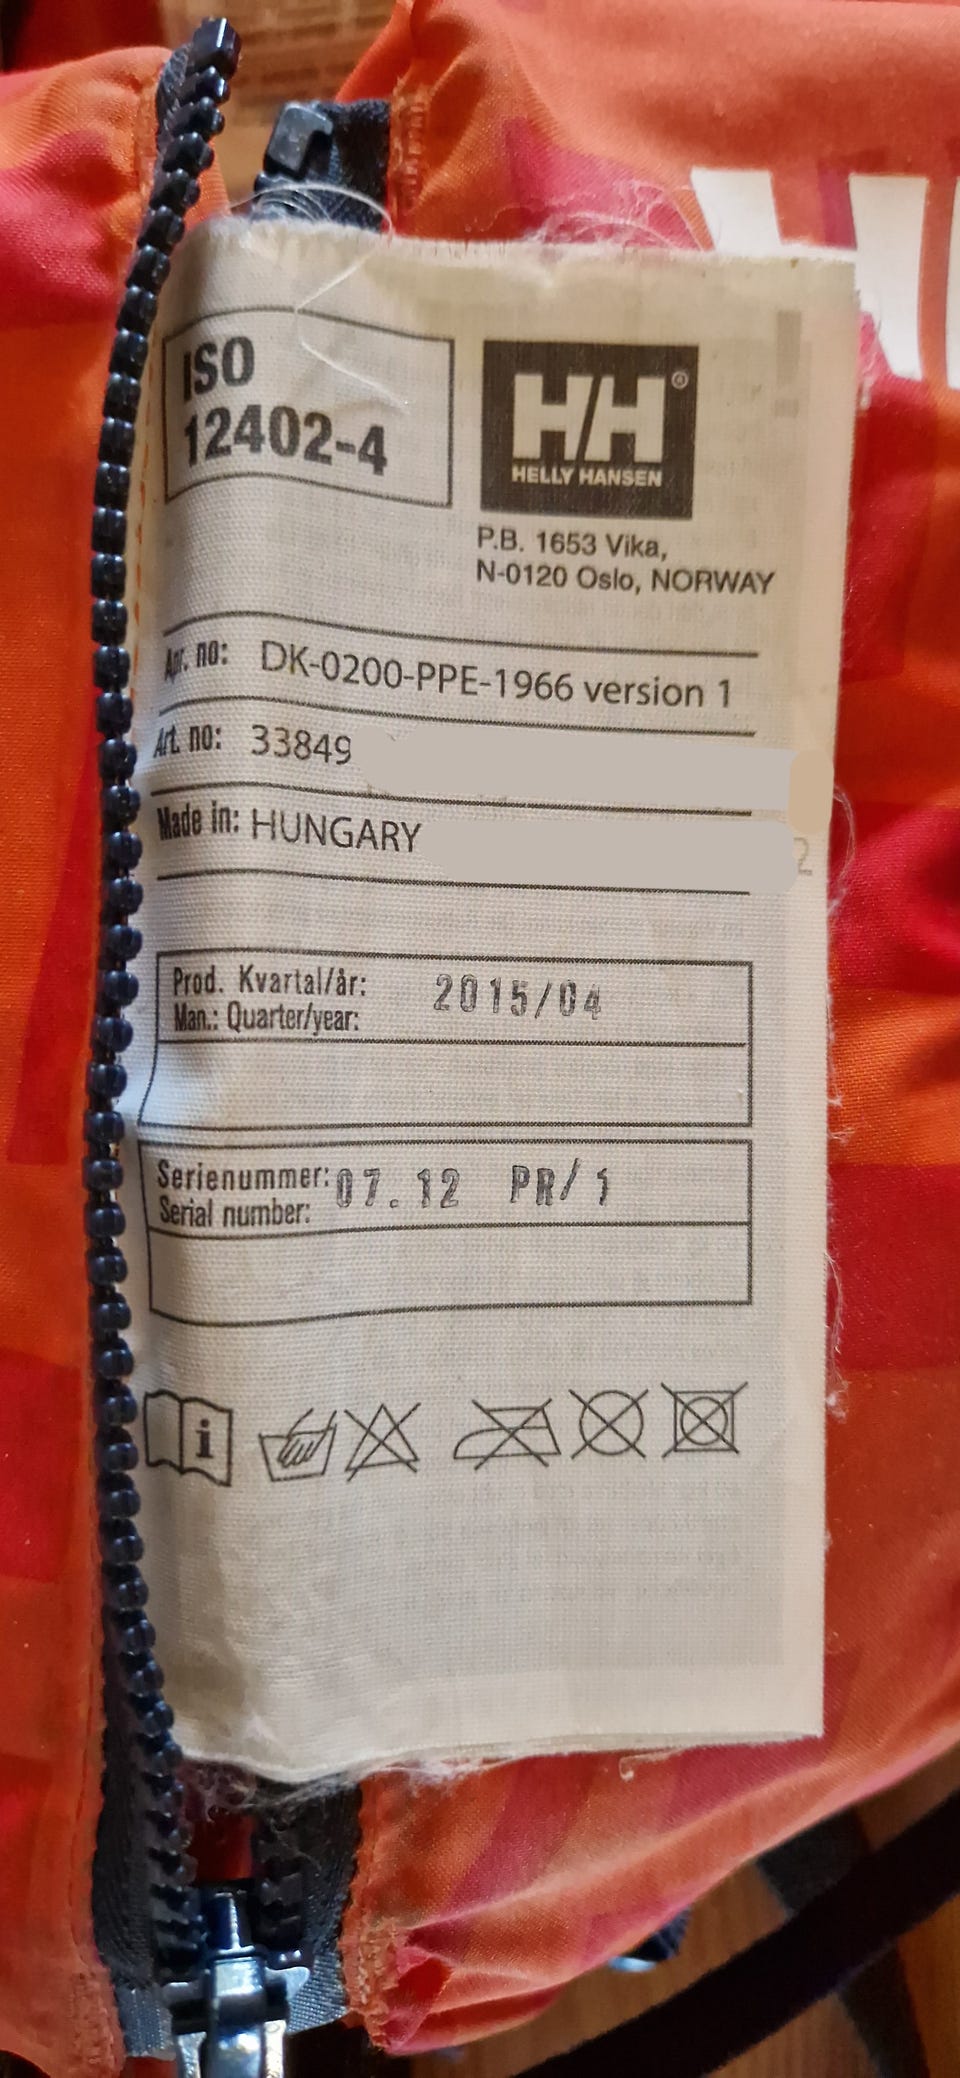 ISO
12402-4
HH®
HELLY HANSEN
P.B. 1653 Vika,
N-0120 Oslo, NORWAY
Apr. no: DK-0200-PPE-1966 version 1
Art. no: 33849
Made in: HUNGARY
2
Prod. Kvartal/år: 2015/04
Man.: Quarter/year:
Serienummer: 07.12 PR/1
Serial number:
i